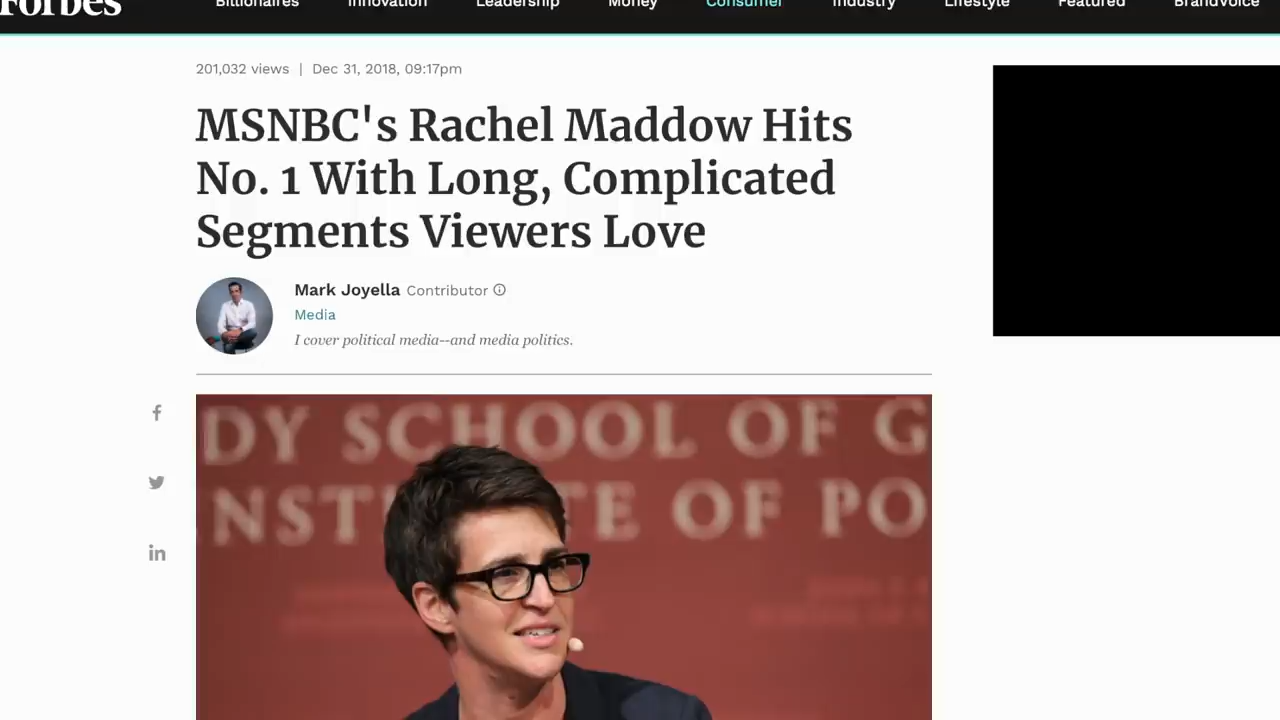 Forbes
Billionaires Innovation Leadership Money Consumer Industry Lifestyle Featured BrandVoice
201,032 views | Dec 31, 2018, 09:17pm
MSNBC's Rachel Maddow Hits
No. 1 With Long, Complicated
Segments Viewers Love
Mark Joyella Contributor
Media
I cover political media--and media politics.
DY SCHOOL OF G
INST TE OF PO